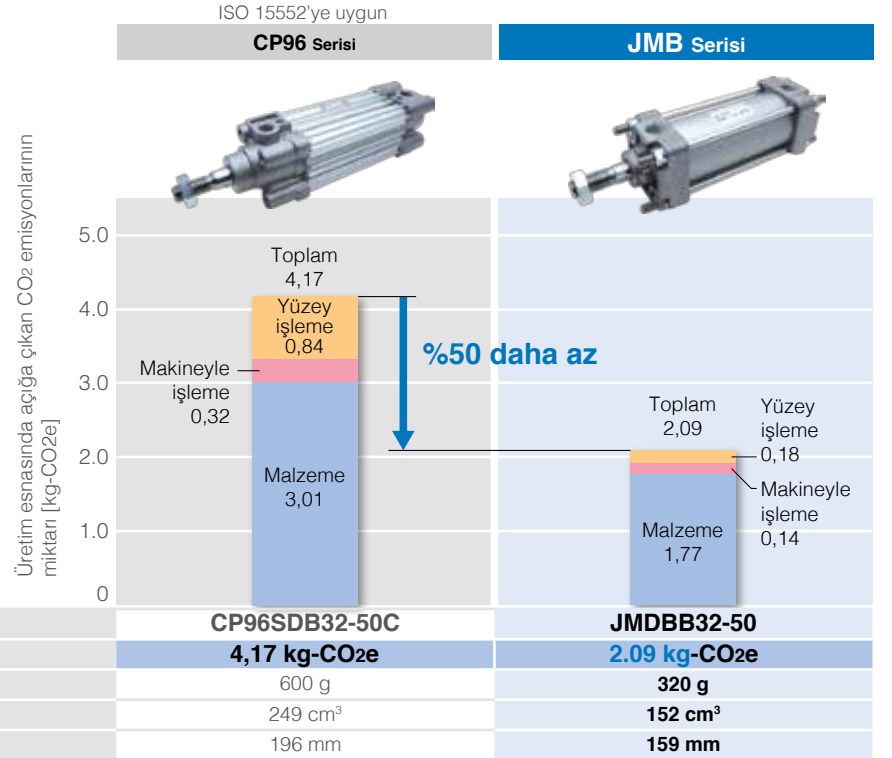 ISO 15552'ye uygun
CP96 Serisi
JMB Serisi
Üretim esnasında açığa çıkan CO2 emisyonlarının
miktarı [kg-CO2e]
5.0
4.0
3.0
2.0
1.0
0
Toplam
4,17
Yüzey
işleme
0,84
Makineyle
işleme
0,32
Malzeme
3,01
%50 daha az
Toplam
2,09
Yüzey
işleme
0,18
Makineyle
işleme
0,14
Malzeme
1,77
CP96SDB32-50C
JMDBB32-50
4,17 kg-CO2e
2.09 kg-CO2e
600 g
320 g
249 cm³
152 cm³
196 mm
159 mm